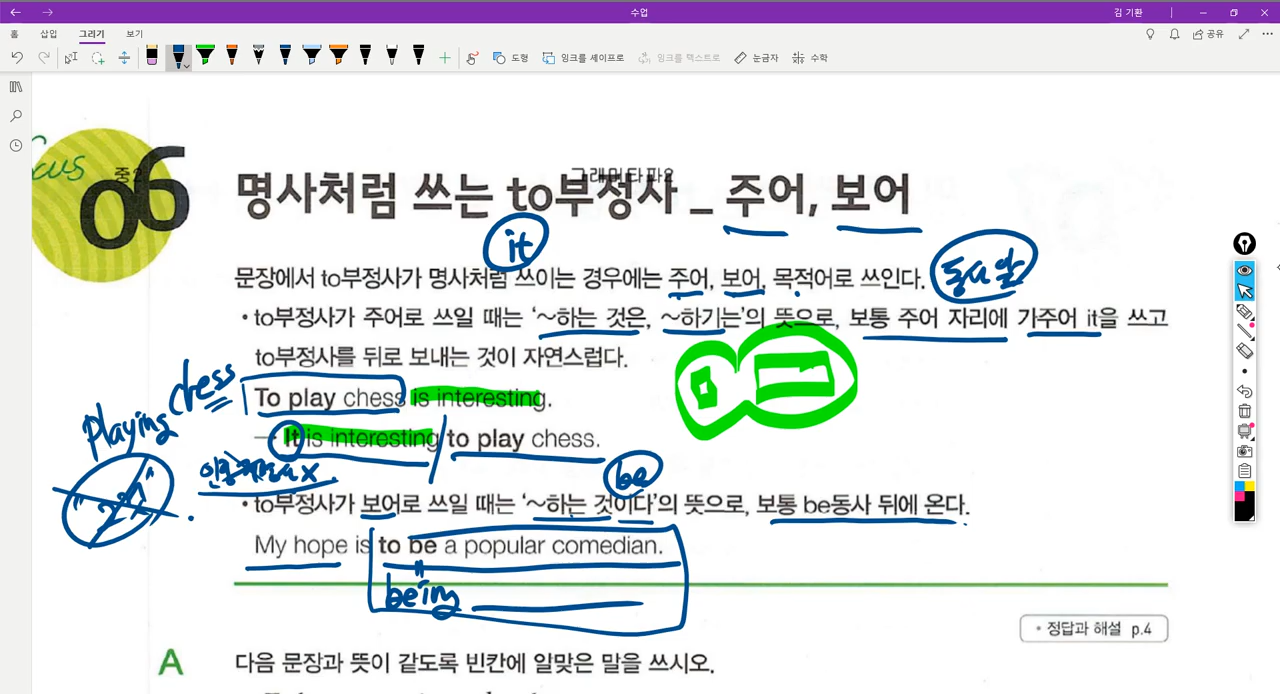 수업
김 기환
홈 삽입 그리기 보기
공유
도형 잉크를 셰이프로 잉크를 텍스트로 눈금자 수학
cus
중2
그래머 타파2
06 명사처럼 쓰는 to부정사 _ 주어, 보어
it
문장에서 to부정사가 명사처럼 쓰이는 경우에는 주어, 보어, 목적어로 쓰인다.
동사 앞
• to부정사가 주어로 쓰일 때는 '~하는 것은, ~하기는'의 뜻으로, 보통 주어 자리에 가주어 it을 쓰고
to부정사를 뒤로 보내는 것이 자연스럽다.
To play chess is interesting.
playing chess
→ It is interesting to play chess.
be
• to부정사가 보어로 쓰일 때는 '~하는 것이다'의 뜻으로, 보통 be동사 뒤에 온다.
My hope is to be a popular comedian.
being
• 정답과 해설 p.4
A 다음 문장과 뜻이 같도록 빈칸에 알맞은 말을 쓰시오.